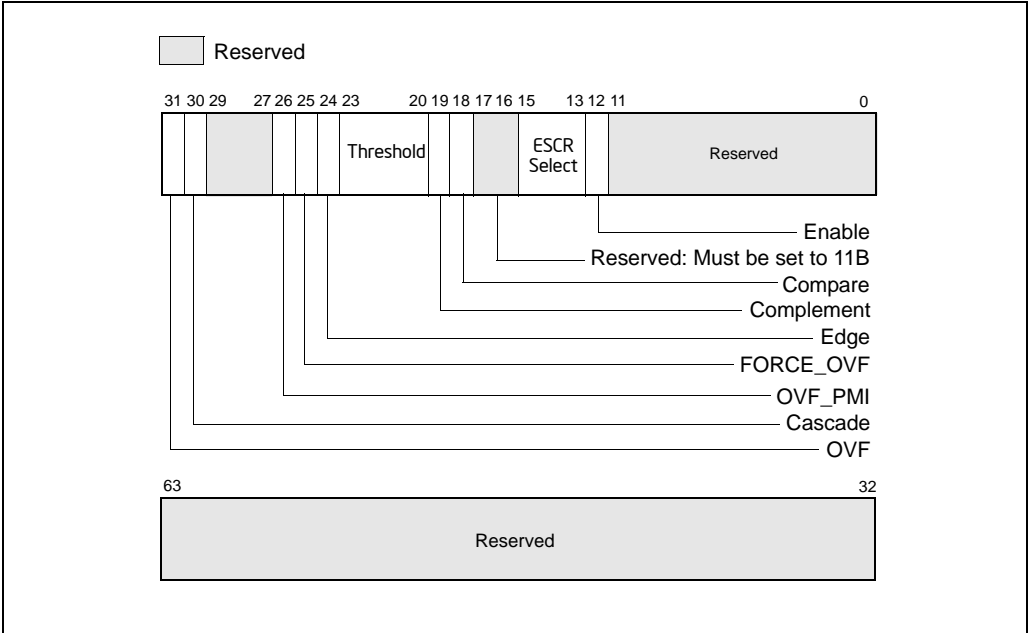 Reserved
31 30 29 27 26 25 24 23 20 19 18 17 16 15 13 12 11 0
Threshold
ESCR
Select
Reserved
Enable
Reserved: Must be set to 11B
Compare
Complement
Edge
FORCE_OVF
OVF_PMI
Cascade
OVF
63 32
Reserved